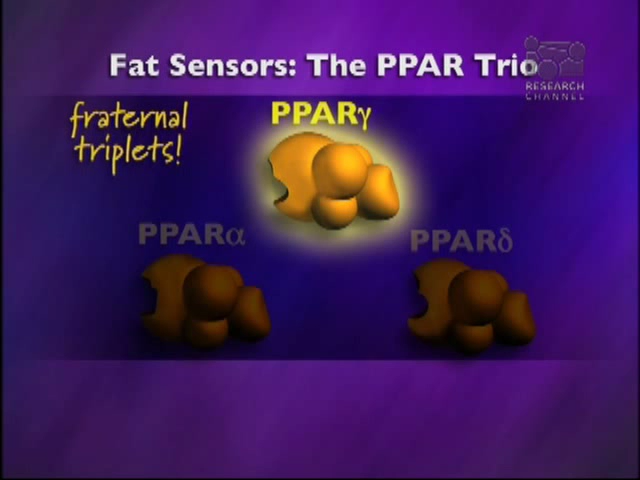 Fat Sensors: The PPAR Trio
RESEARCH
CHANNEL
fraternal
triplets!
PPARγ
PPARα
PPARδ